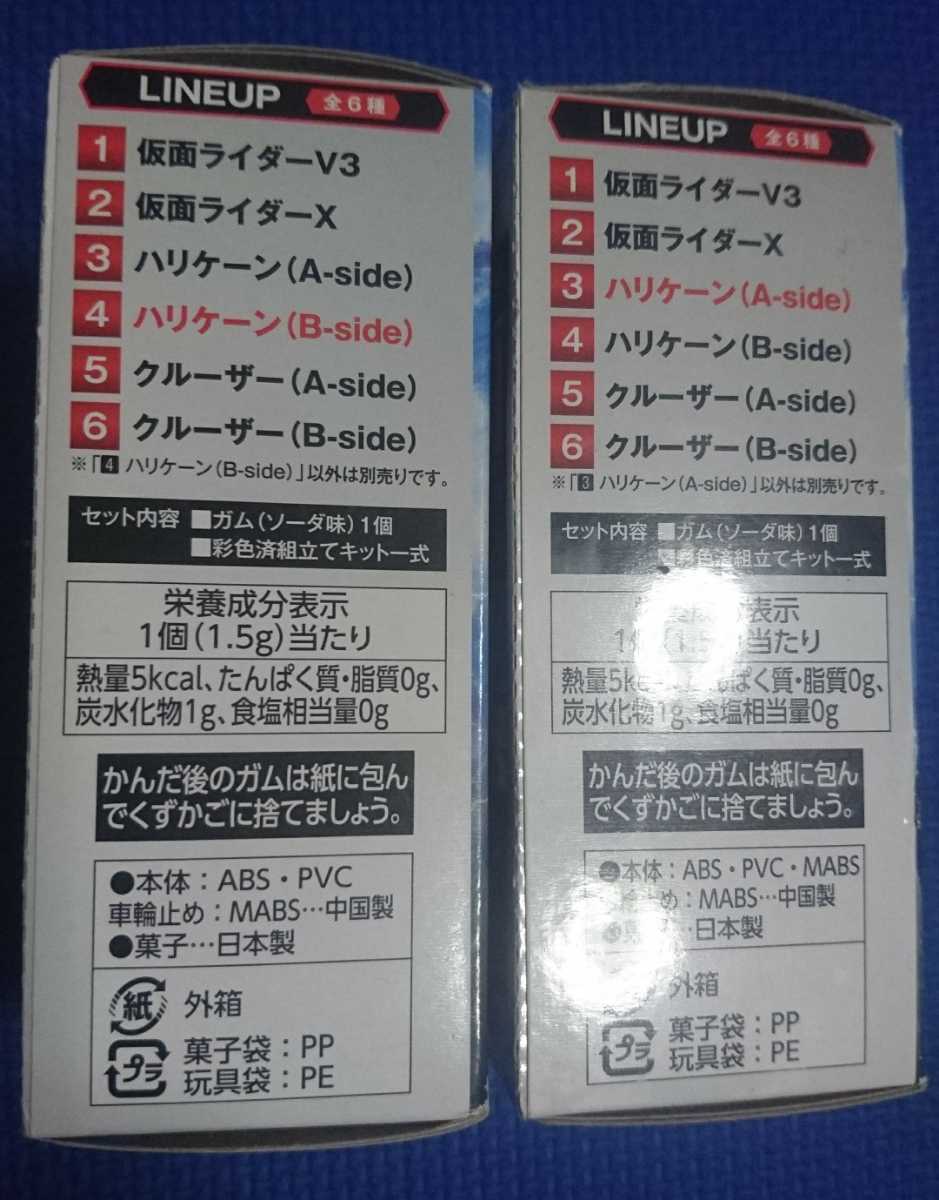 LINEUP 全6種
1 仮面ライダーV3
2 仮面ライダーX
3 ハリケーン(A-side)
4 ハリケーン(B-side)
5 クルーザー(A-side)
6 クルーザー(B-side)
※「4 ハリケーン(B-side)」以外は別売りです。
セット内容 ■ガム(ソーダ味)1個
■彩色済組立てキット一式
栄養成分表示
1個(1.5g)当たり
熱量5kcal、たんぱく質・脂質0g、
炭水化物1g、食塩相当量0g
かんだ後のガムは紙に包ん
でくずかごに捨てましょう。
●本体:ABS・PVC
車輪止め:MABS…中国製
●菓子…日本製
紙 外箱
プラ 菓子袋:PP
玩具袋:PE
LINEUP 全6種
1 仮面ライダーV3
2 仮面ライダーX
3 ハリケーン(A-side)
4 ハリケーン(B-side)
5 クルーザー(A-side)
6 クルーザー(B-side)
※「3 ハリケーン(A-side)」以外は別売りです。
セット内容 ■ガム(ソーダ味)1個
■彩色済組立てキット一式
表示
1 当たり
熱量5k んぱく質・脂質0g、
炭水化物1g、食塩相当量0g
かんだ後のガムは紙に包ん
でくずかごに捨てましょう。
●本体:ABS・PVC・MABS
止め:MABS…中国製
…日本製
外箱
プラ 菓子袋:PP
玩具袋:PE